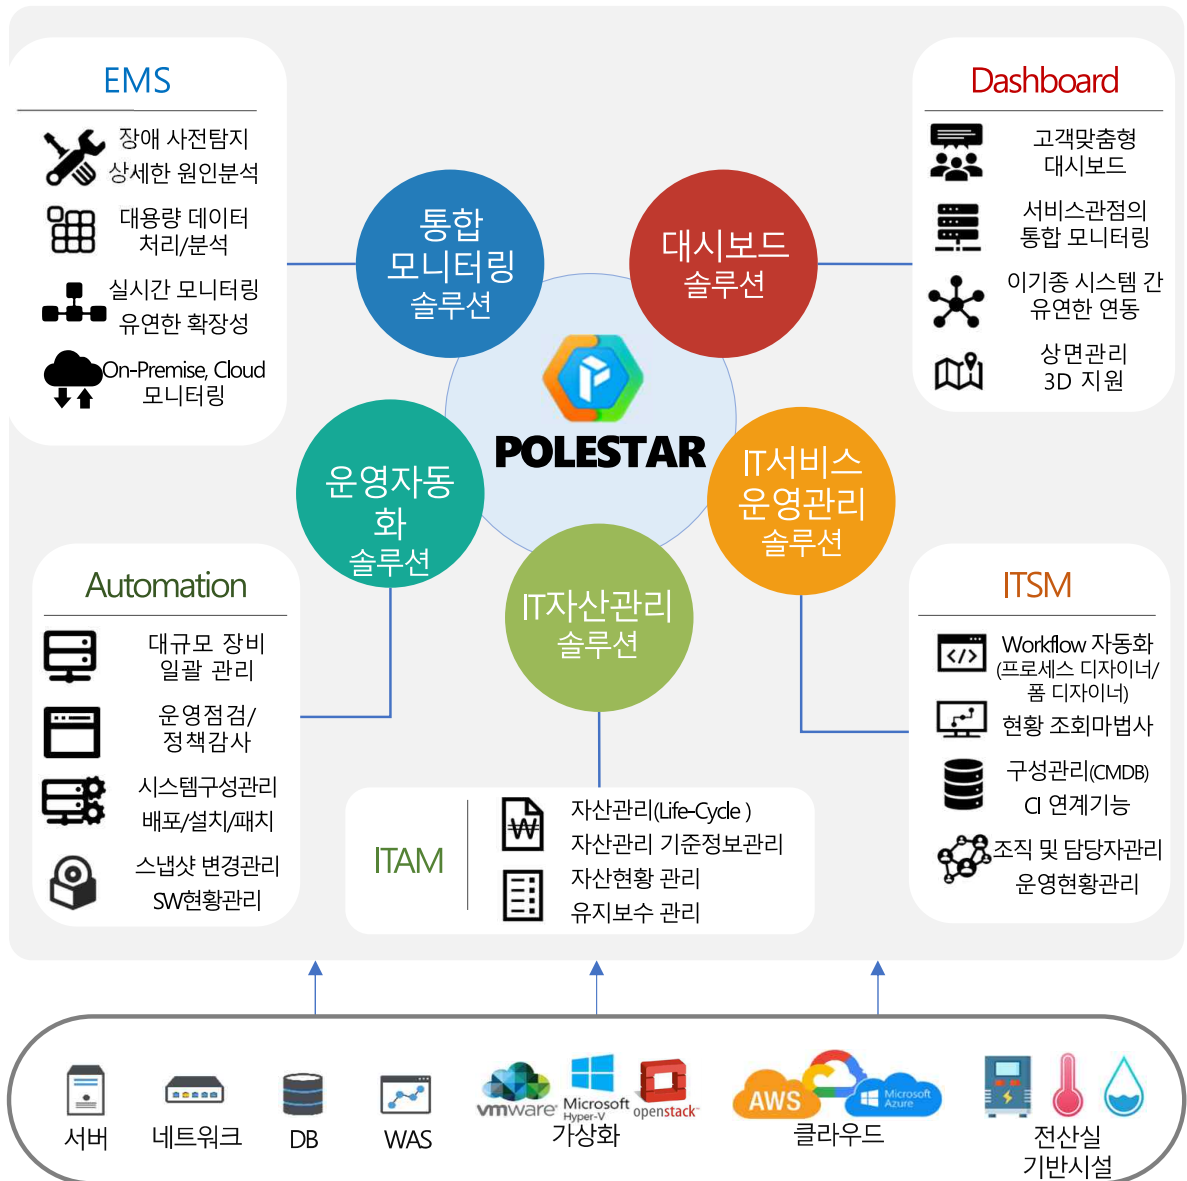 EMS
장애 사전탐지
상세한 원인분석
대용량 데이터
처리/분석
실시간 모니터링
유연한 확장성
On-Premise, Cloud
모니터링
Dashboard
고객맞춤형
대시보드
서비스관점의
통합 모니터링
이기종 시스템 간
유연한 연동
상면관리
3D 지원
통합
모니터링
솔루션
대시보드
솔루션
POLESTAR
운영자동
화
솔루션
IT서비스
운영관리
솔루션
IT자산관리
솔루션
Automation
대규모 장비
일괄 관리
운영점검/
정책감사
시스템구성관리
배포/설치/패치
스냅샷 변경관리
SW현황관리
ITAM
자산관리(Life-Cycle )
자산관리 기준정보관리
자산현황 관리
유지보수 관리
ITSM
Workflow 자동화
(프로세스 디자이너/
폼 디자이너)
현황 조회마법사
구성관리(CMDB)
CI 연계기능
조직 및 담당자관리
운영현황관리
서버
네트워크
DB
WAS
vmware
Microsoft
Hyper-V
openstack
가상화
AWS
Microsoft
Azure
클라우드
전산실
기반시설